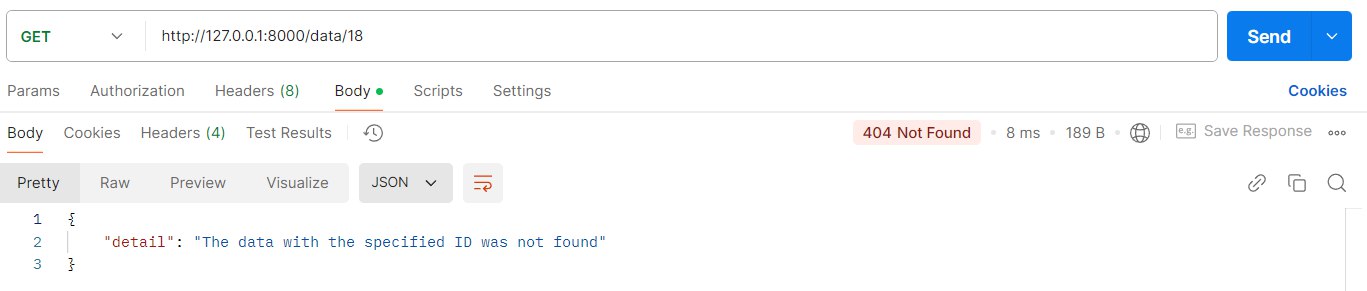 GET http://127.0.0.1:8000/data/18 Send
Params Authorization Headers (8) Body Scripts Settings Cookies
Body Cookies Headers (4) Test Results 404 Not Found 8 ms 189 B e.g. Save Response
Pretty Raw Preview Visualize JSON
1 {
2 "detail": "The data with the specified ID was not found"
3 }